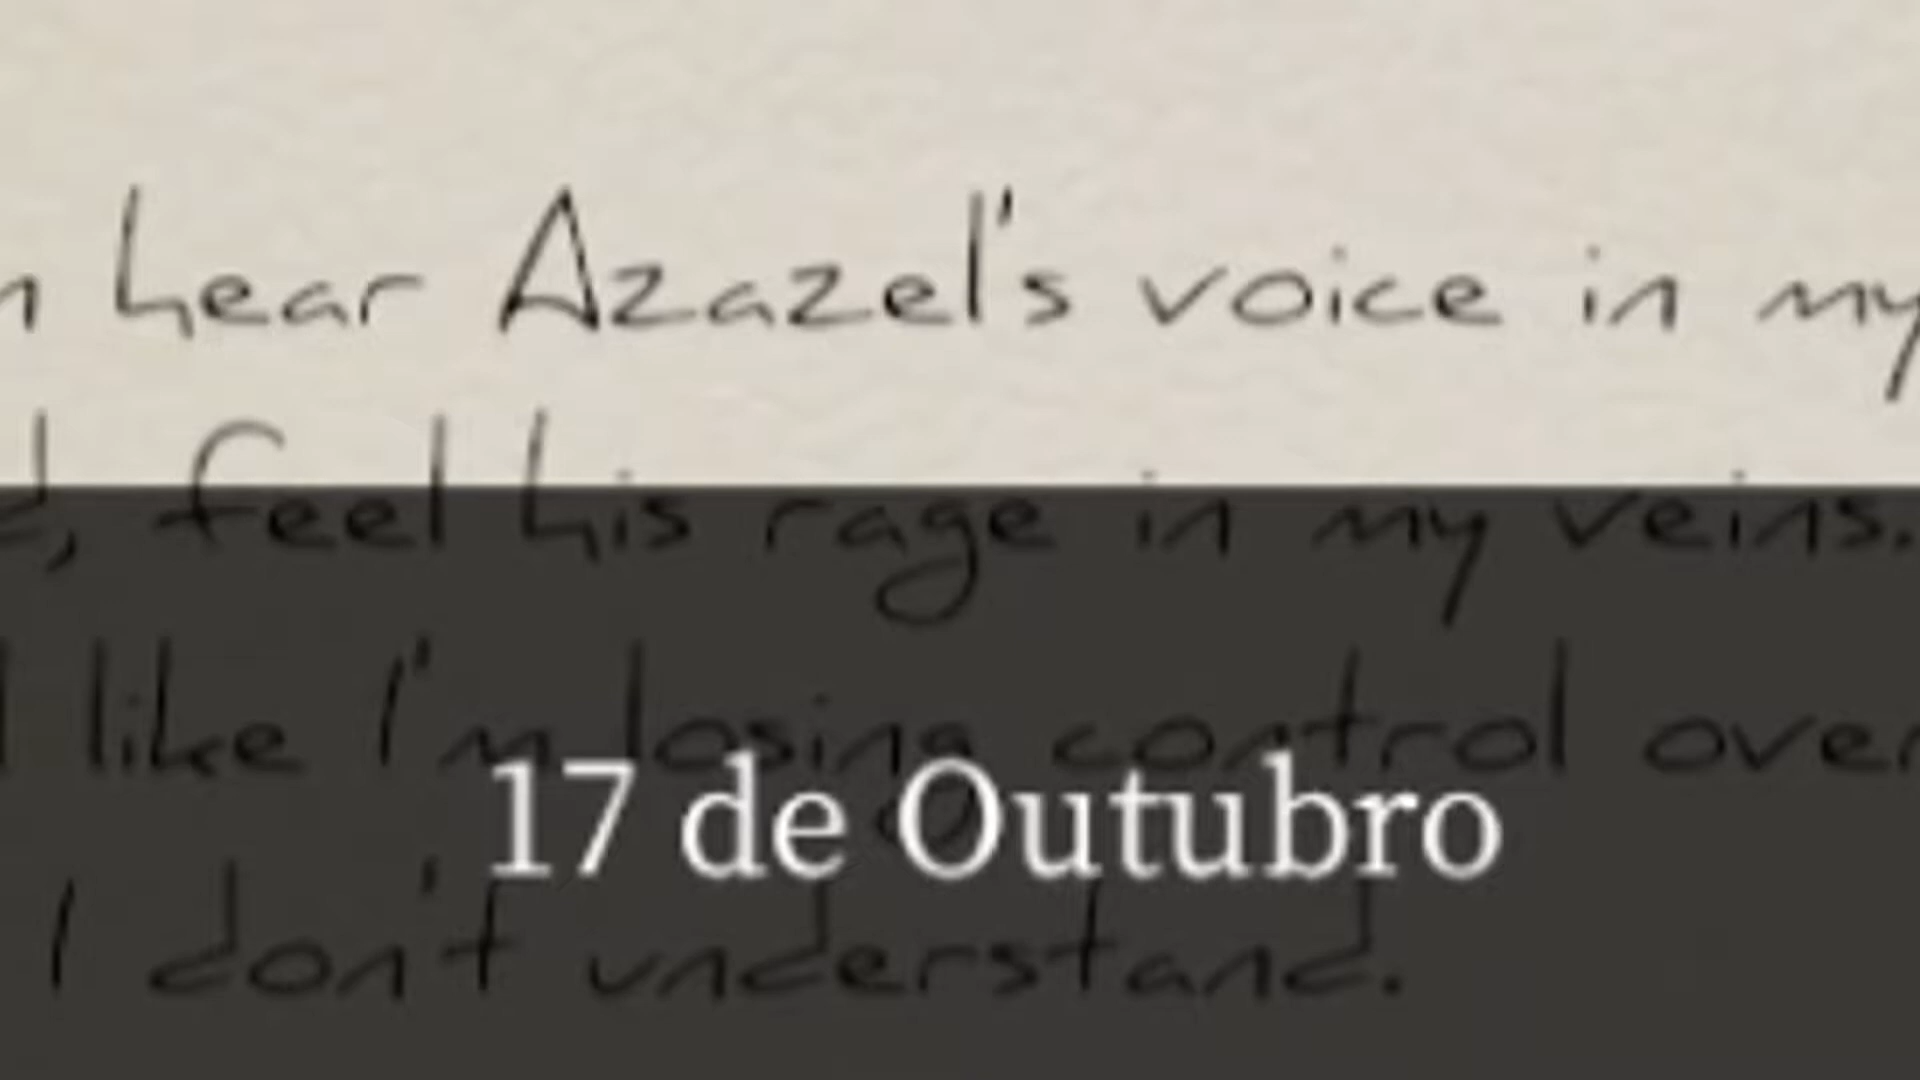 hear Azazel's voice in my
feel his rage in my veins.
like I'm losing control over
17 de Outubro
I don't understand.